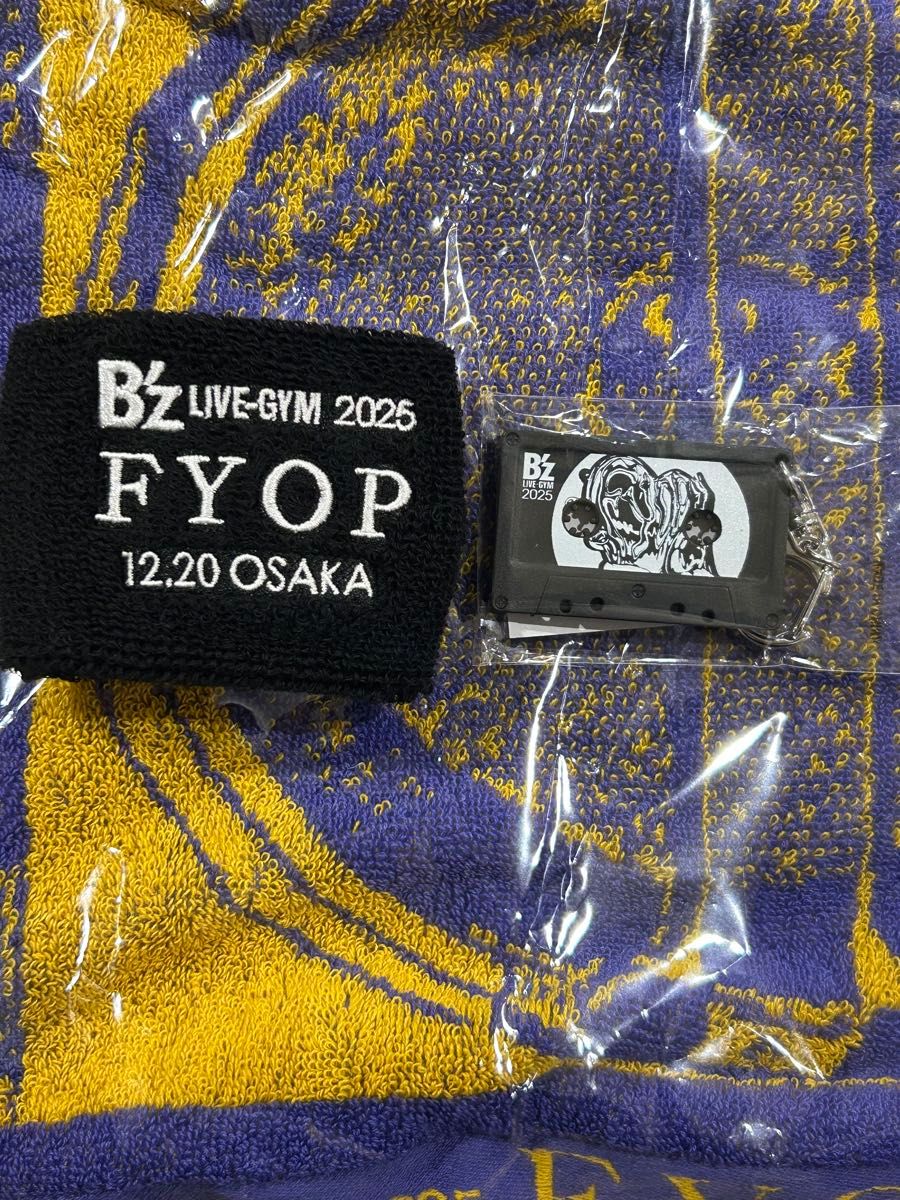 B'z LIVE-GYM 2025
FYOP
12.20 OSAKA
B'z
LIVE-GYM
2025